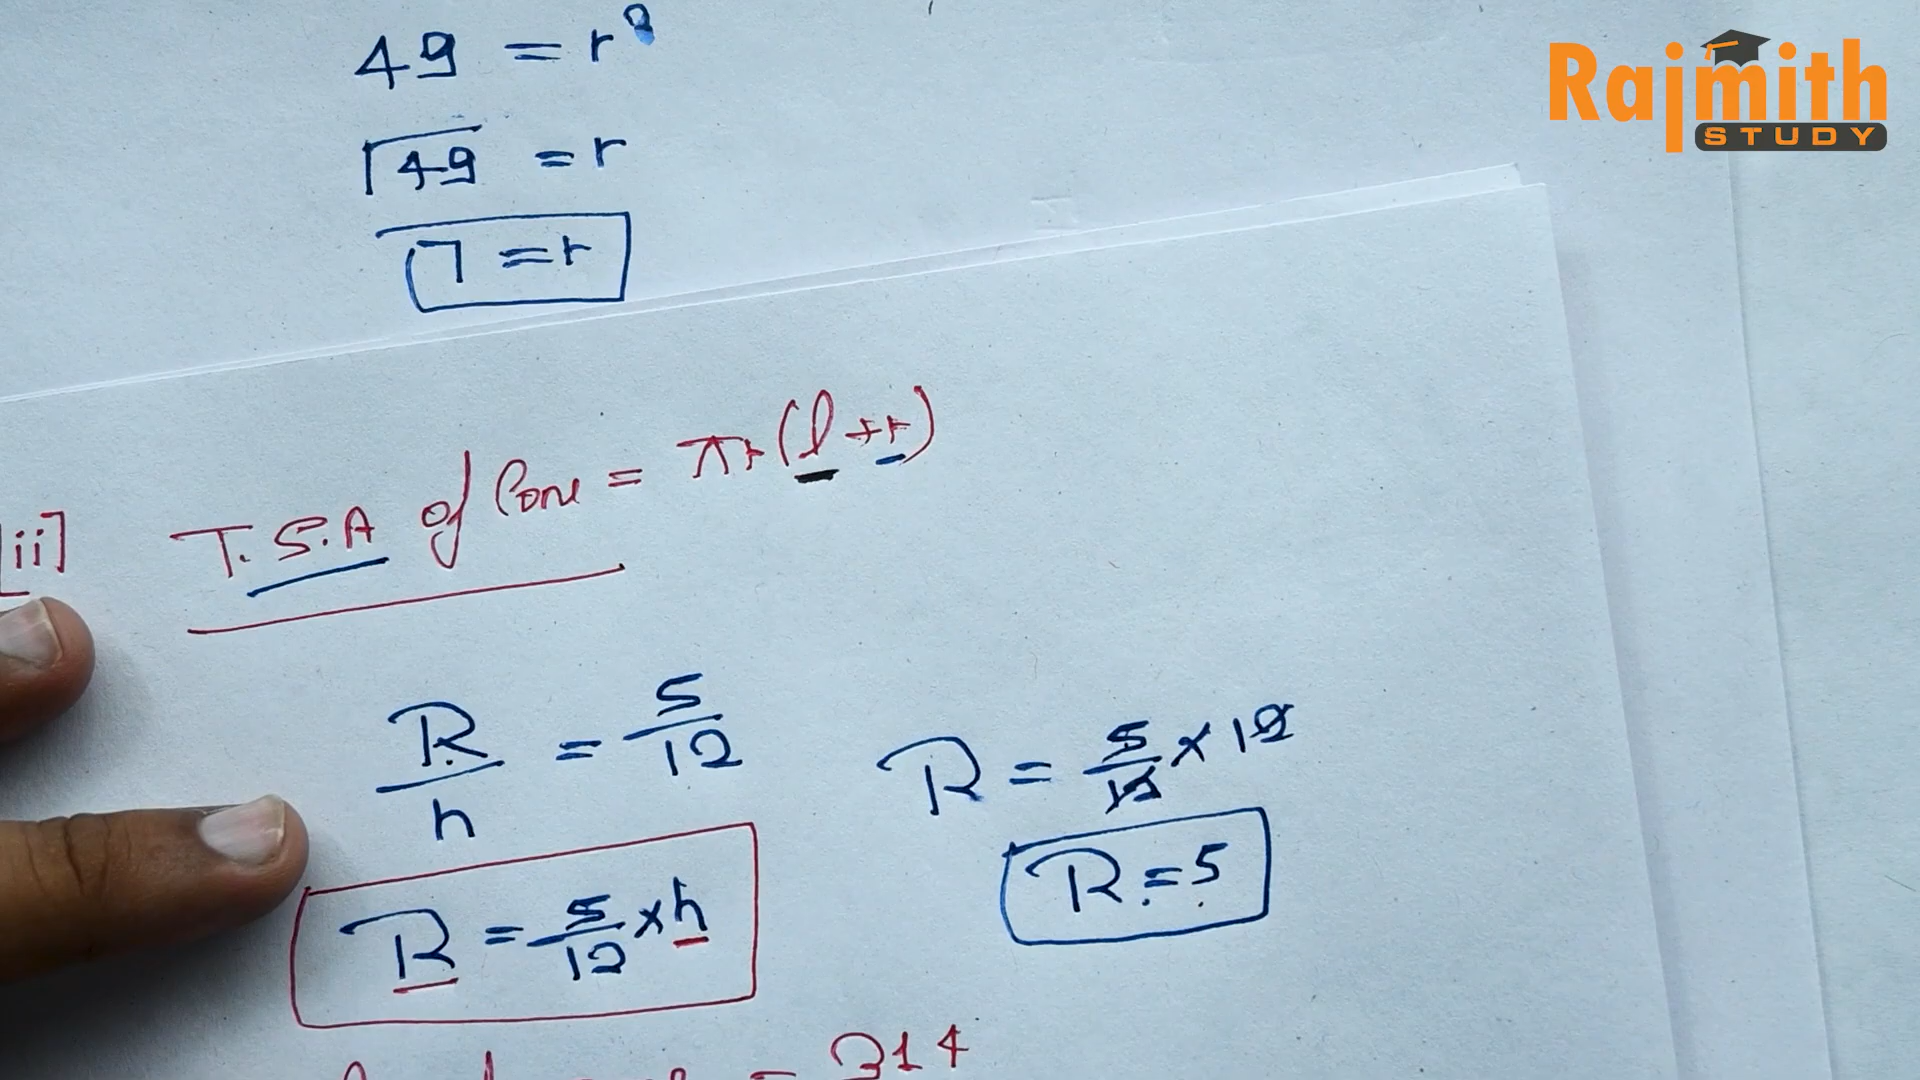 49 = r²
√49 = r
7 = r
Rajmith
STUDY
[ii] T.S.A of Cone = πr(l+r)
R/h = 5/12
R = 5/12 × h
R = 5/12 × 12
R = 5
= 314